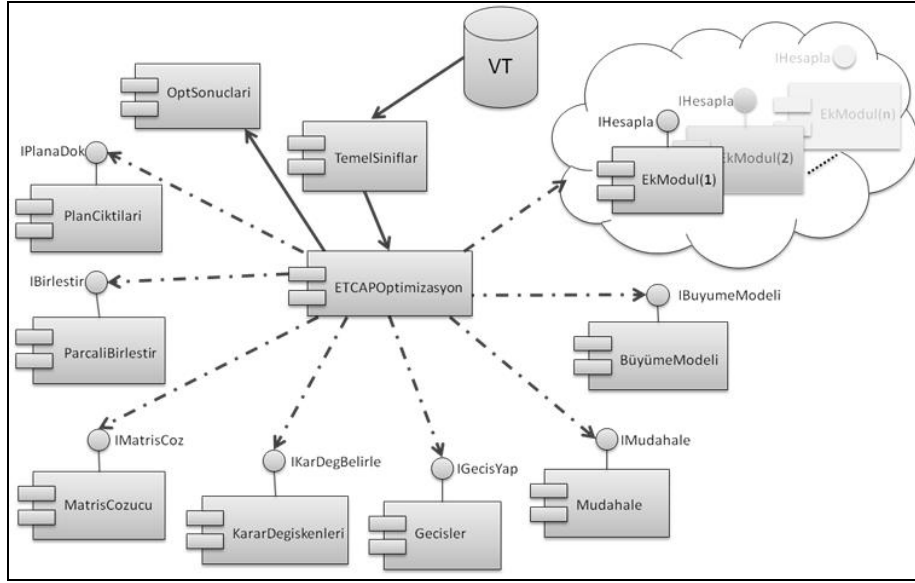 VT
IHesapla
OptSonuclari
IHesapla
IHesapla
EkModul(n)
IPlanaDok
TemelSiniflar
EkModul(2)
EkModul(1)
PlanCiktilari
IBirlestir
ETCAPOptimizasyon
IBuyumeModeli
ParcaliBirlestir
BüyümeModeli
IMatrisCoz
IKarDegBelirle
IGecisYap
IMudahale
MatrisCozucu
KararDegiskenleri
Gecisler
Mudahale